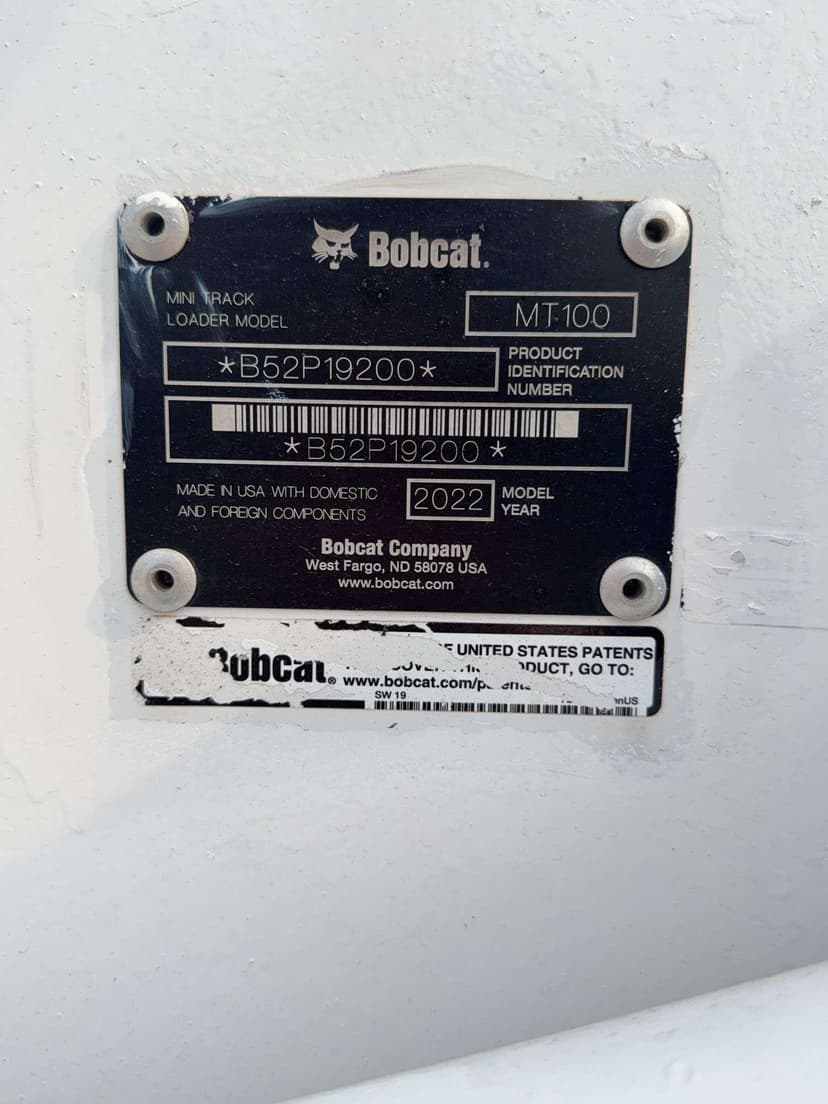 Bobcat.
MINI TRACK
LOADER MODEL
MT100
*B52P19200*
PRODUCT
IDENTIFICATION
NUMBER
*B52P19200*
MADE IN USA WITH DOMESTIC
AND FOREIGN COMPONENTS
2022
MODEL
YEAR
Bobcat Company
West Fargo, ND 58078 USA
www.bobcat.com
Bobcat®
UNITED STATES PATENTS
GO TO:
www.bobcat.com/
SW 19